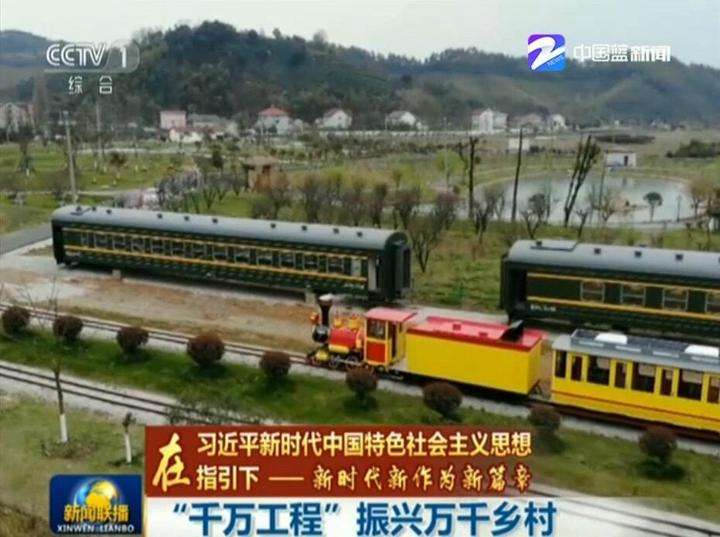 CCTV 1
综合
中国蓝新闻
NEWS
在习近平新时代中国特色社会主义思想
指引下 —— 新时代新作为新篇章
新闻联播
XINWEN LIANBO
“千万工程”振兴万千乡村